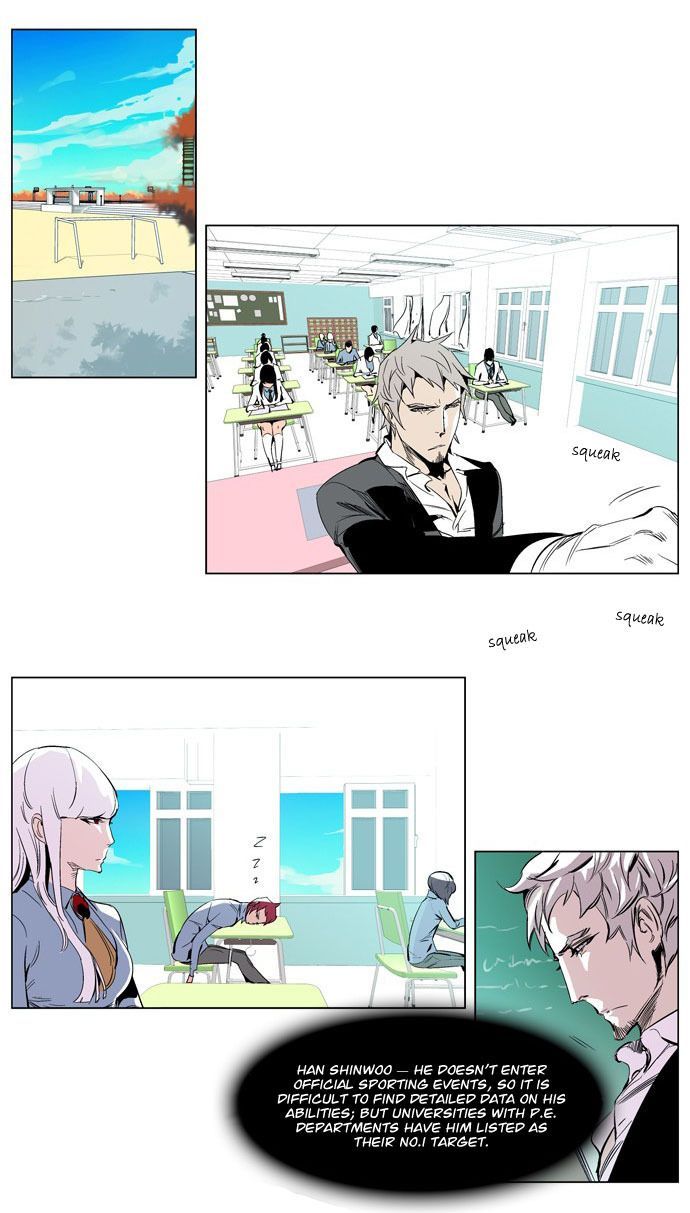 squeak
squeak
squeak
Z
Z
Z
HAN SHINWOO — HE DOESN'T ENTER
OFFICIAL SPORTING EVENTS, SO IT IS
DIFFICULT TO FIND DETAILED DATA ON HIS
ABILITIES; BUT UNIVERSITIES WITH P.E.
DEPARTMENTS HAVE HIM LISTED AS
THEIR NO.1 TARGET.